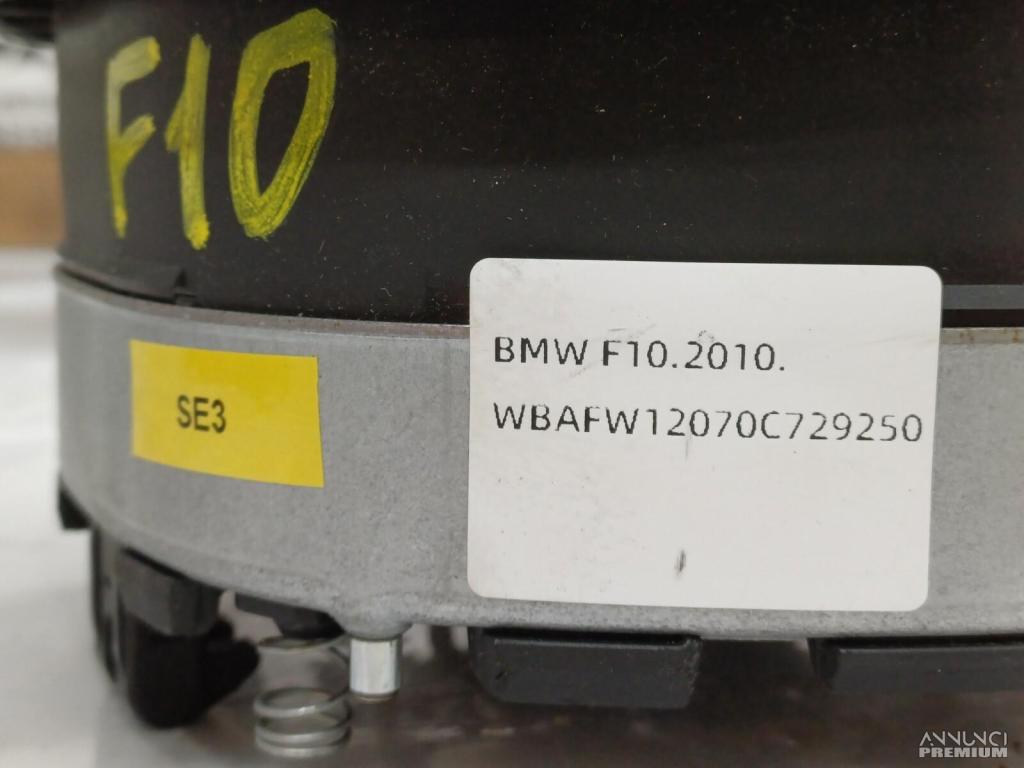 F10
SE3
BMW F10.2010.
WBAFW12070C729250
ANNUNCI
PREMIUM